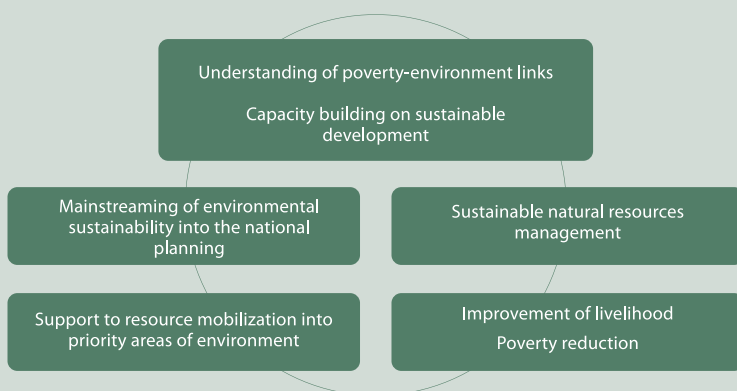 Understanding of poverty-environment links
Capacity building on sustainable
development
Mainstreaming of environmental
sustainability into the national
planning
Sustainable natural resources
management
Support to resource mobilization into
priority areas of environment
Improvement of livelihood
Poverty reduction